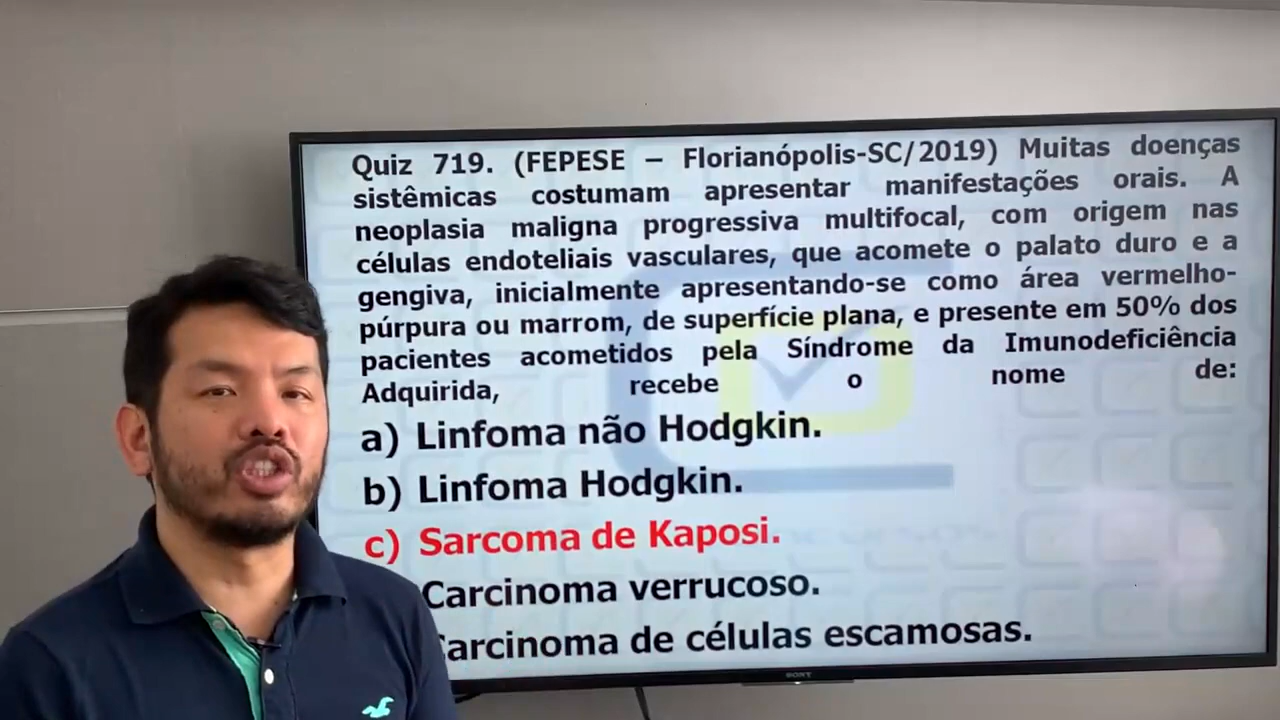 Quiz 719. (FEPESE – Florianópolis-SC/2019) Muitas doenças
sistêmicas costumam apresentar manifestações orais. A
neoplasia maligna progressiva multifocal, com origem nas
células endoteliais vasculares, que acomete o palato duro e a
gengiva, inicialmente apresentando-se como área vermelho-
púrpura ou marrom, de superfície plana, e presente em 50% dos
pacientes acometidos pela Síndrome da Imunodeficiência
Adquirida, recebe o nome de:
a) Linfoma não Hodgkin.
b) Linfoma Hodgkin.
c) Sarcoma de Kaposi.
Carcinoma verrucoso.
Carcinoma de células escamosas.
SONY